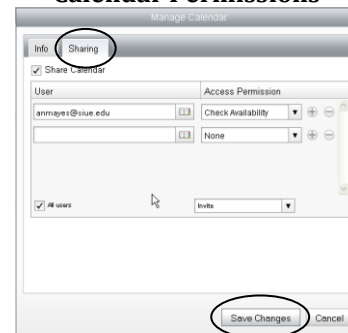 Calendar Permissions
Manage Calendar
Info Sharing
Share Calendar
User Access Permission
anmayes@siue.edu Check Availability
None
All users Invite
Save Changes Cancel